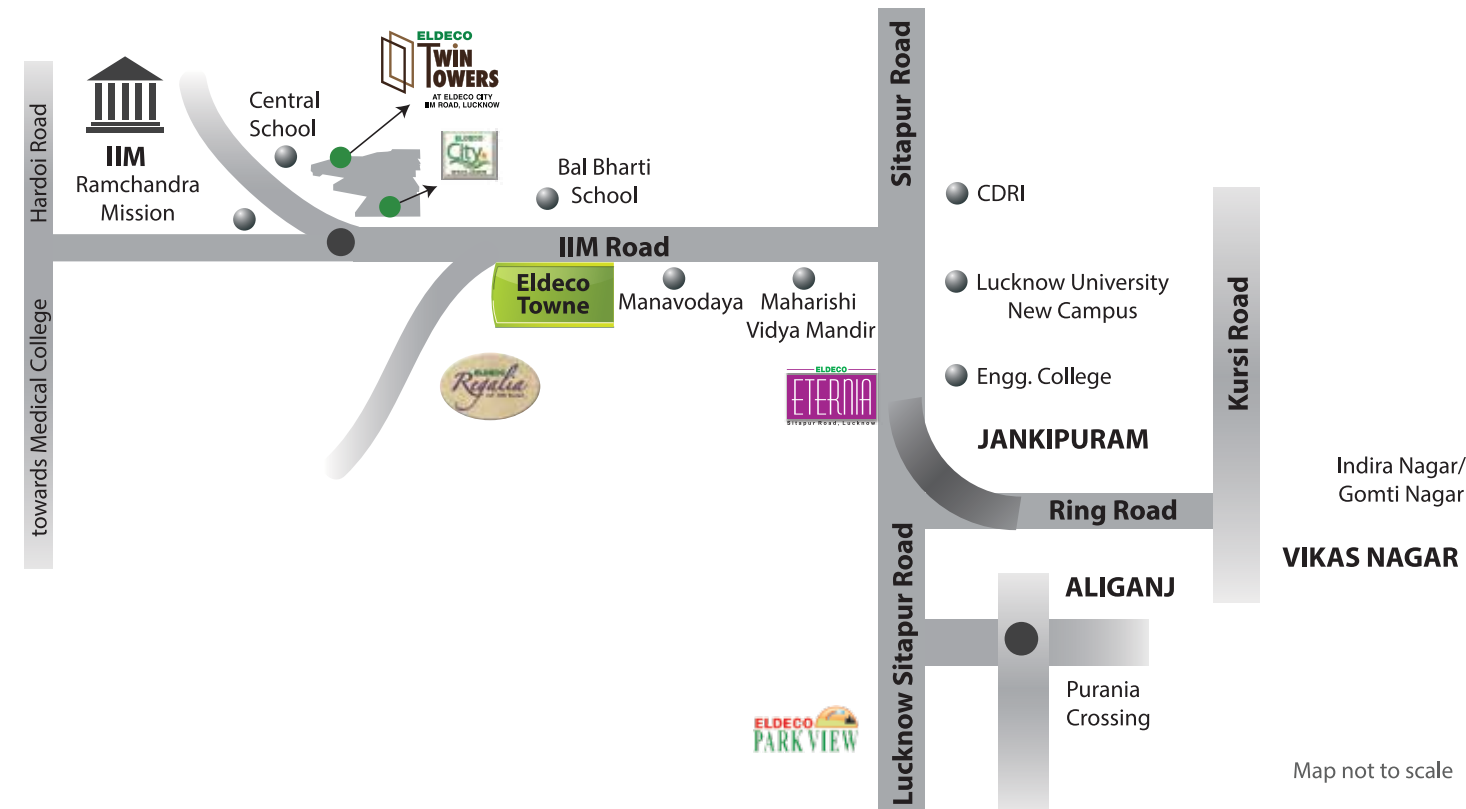 ELDECO
TWIN
TOWERS
AT ELDECO CITY
IIM ROAD, LUCKNOW
Hardoi Road
IIM
Ramchandra
Mission
Central
School
ELDECO
City
Bal Bharti
School
Sitapur Road
CDRI
IIM Road
Eldeco
Towne
Manavodaya
Maharishi
Vidya Mandir
Lucknow University
New Campus
Kursi Road
towards Medical College
ELDECO
Regalia
ELDECO
ETERNIA
Sitapur Road, Lucknow
Engg. College
JANKIPURAM
Indira Nagar/
Gomti Nagar
Ring Road
VIKAS NAGAR
ALIGANJ
Lucknow Sitapur Road
Purania
Crossing
ELDECO
PARK VIEW
Map not to scale